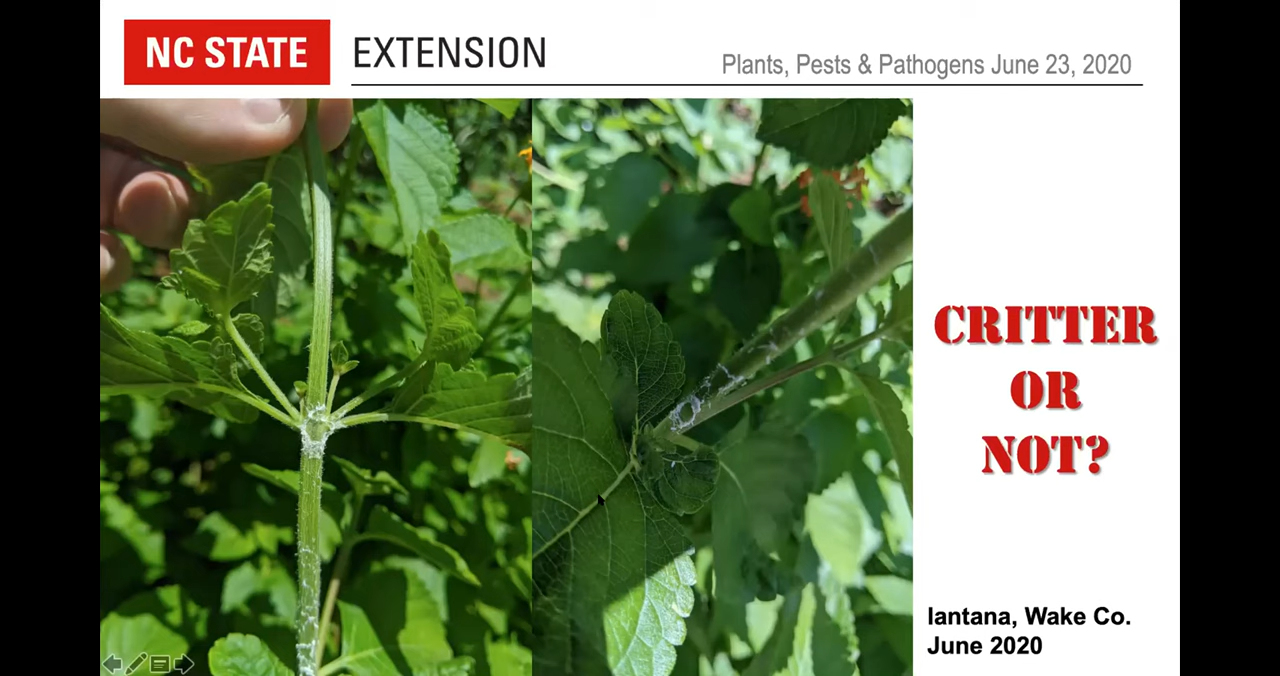 NC STATE EXTENSION
Plants, Pests & Pathogens June 23, 2020
CRITTER
OR
NOT?
lantana, Wake Co.
June 2020